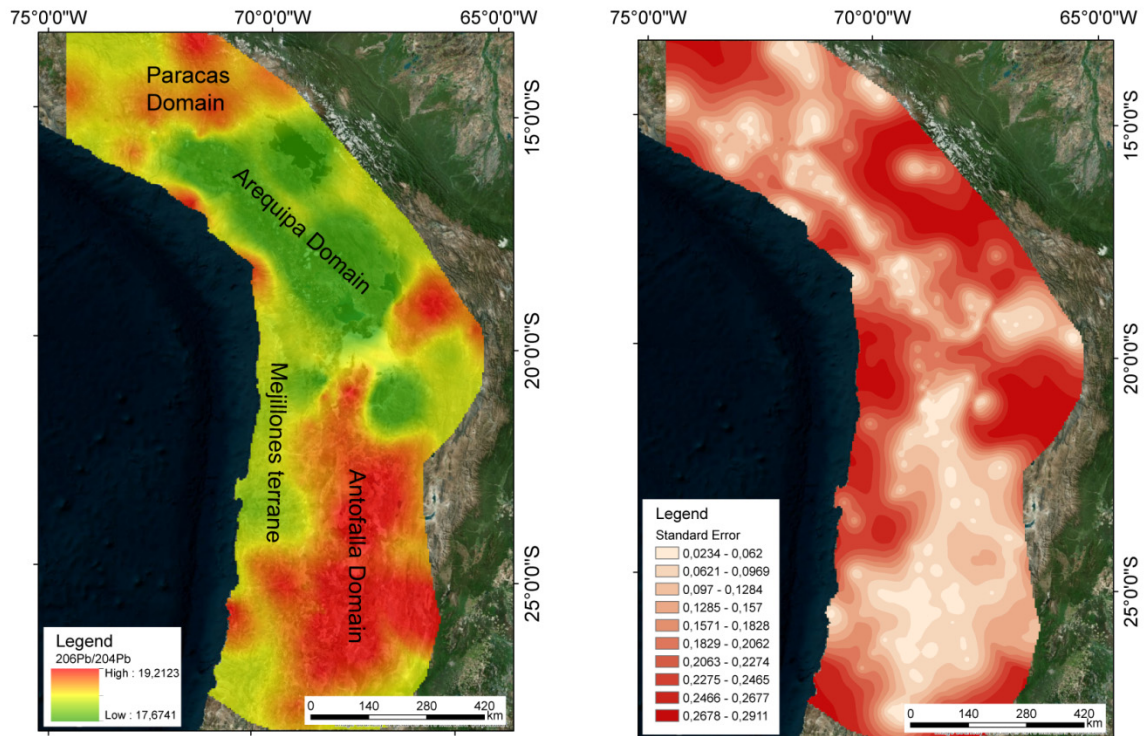 75°0'0"W
70°0'0"W
65°0'0"W
Paracas
Domain
15°0'0"S
Arequipa Domain
20°0'0"S
Mejillones terrane
Antofalla Domain
25°0'0"S
Legend
206Pb/204Pb
High : 19,2123
Low : 17,6741
0 140 280 420
km
75°0'0"W
70°0'0"W
65°0'0"W
15°0'0"S
20°0'0"S
25°0'0"S
Legend
Standard Error
0,0234 - 0,062
0,0621 - 0,0969
0,097 - 0,1284
0,1285 - 0,157
0,1571 - 0,1828
0,1829 - 0,2062
0,2063 - 0,2274
0,2275 - 0,2465
0,2466 - 0,2677
0,2678 - 0,2911
0 140 280 420
km